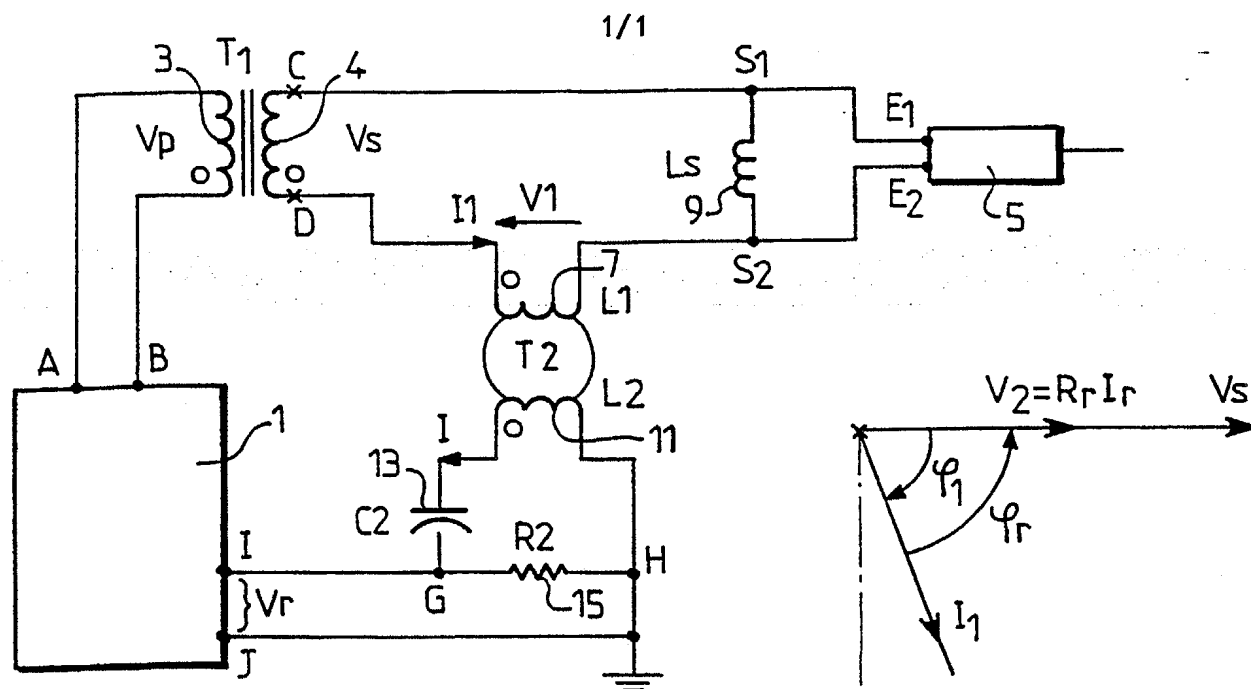 1/1
3 T1 C 4 S1
Vp Vs Ls E1
9 E2 5
D I1 V1
S2
7
L1
A B T2
L2
V2=RrIr Vs
1 I 11
13 φ1
C2 φr
I R2 H
}Vr G 15
J I1